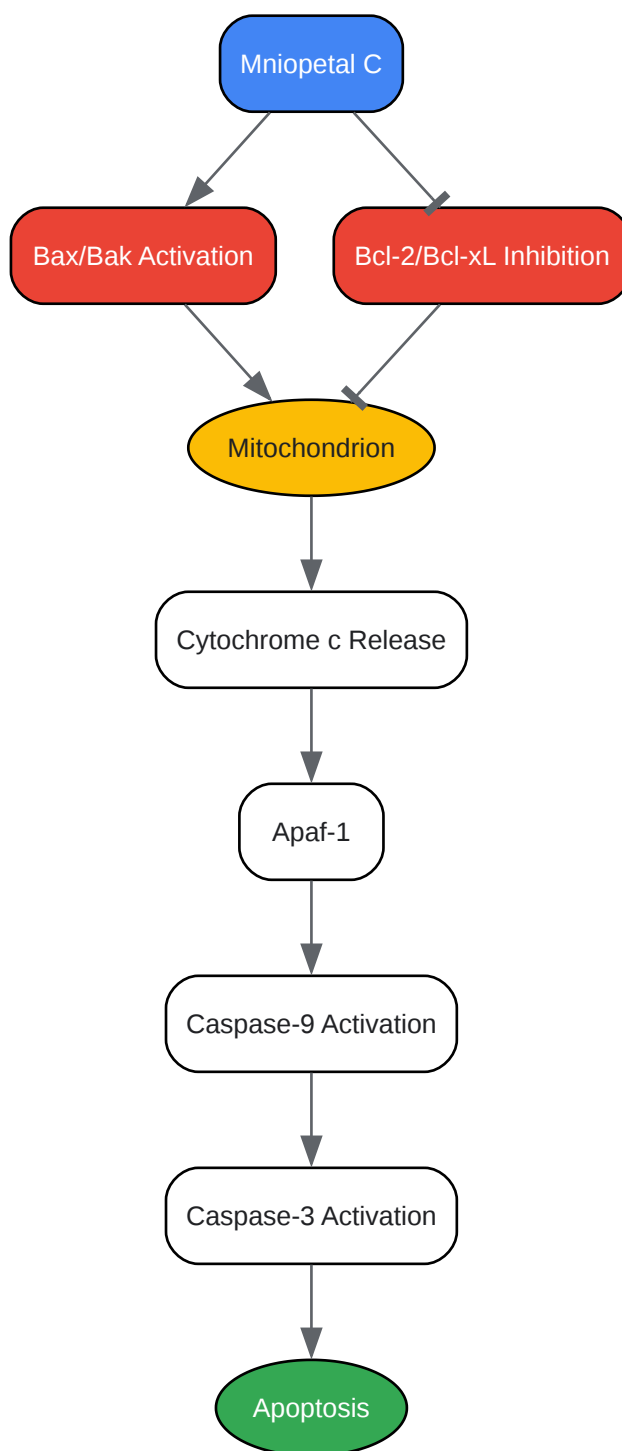 Mniopetal C
Bax/Bak Activation
Bcl-2/Bcl-xL Inhibition
Mitochondrion
Cytochrome c Release
Apaf-1
Caspase-9 Activation
Caspase-3 Activation
Apoptosis